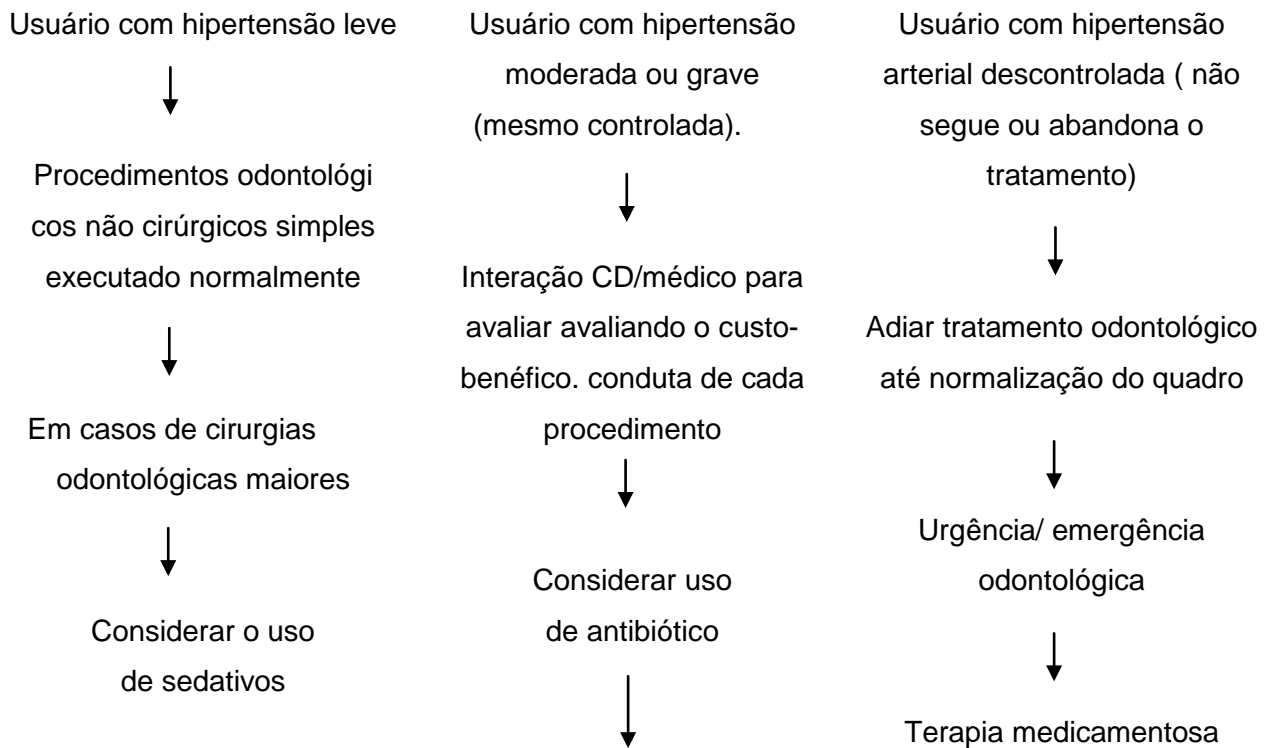 Usuário com hipertensão leve
Procedimentos odontológi
cos não cirúrgicos simples
executado normalmente
Em casos de cirurgias
odontológicas maiores
Considerar o uso
de sedativos
Usuário com hipertensão
moderada ou grave
(mesmo controlada).
Interação CD/médico para
avaliar avaliando o custo-
benéfico. conduta de cada
procedimento
Considerar uso
de antibiótico
Usuário com hipertensão
arterial descontrolada ( não
segue ou abandona o
tratamento)
Adiar tratamento odontológico
até normalização do quadro
Urgência/ emergência
odontológica
Terapia medicamentosa